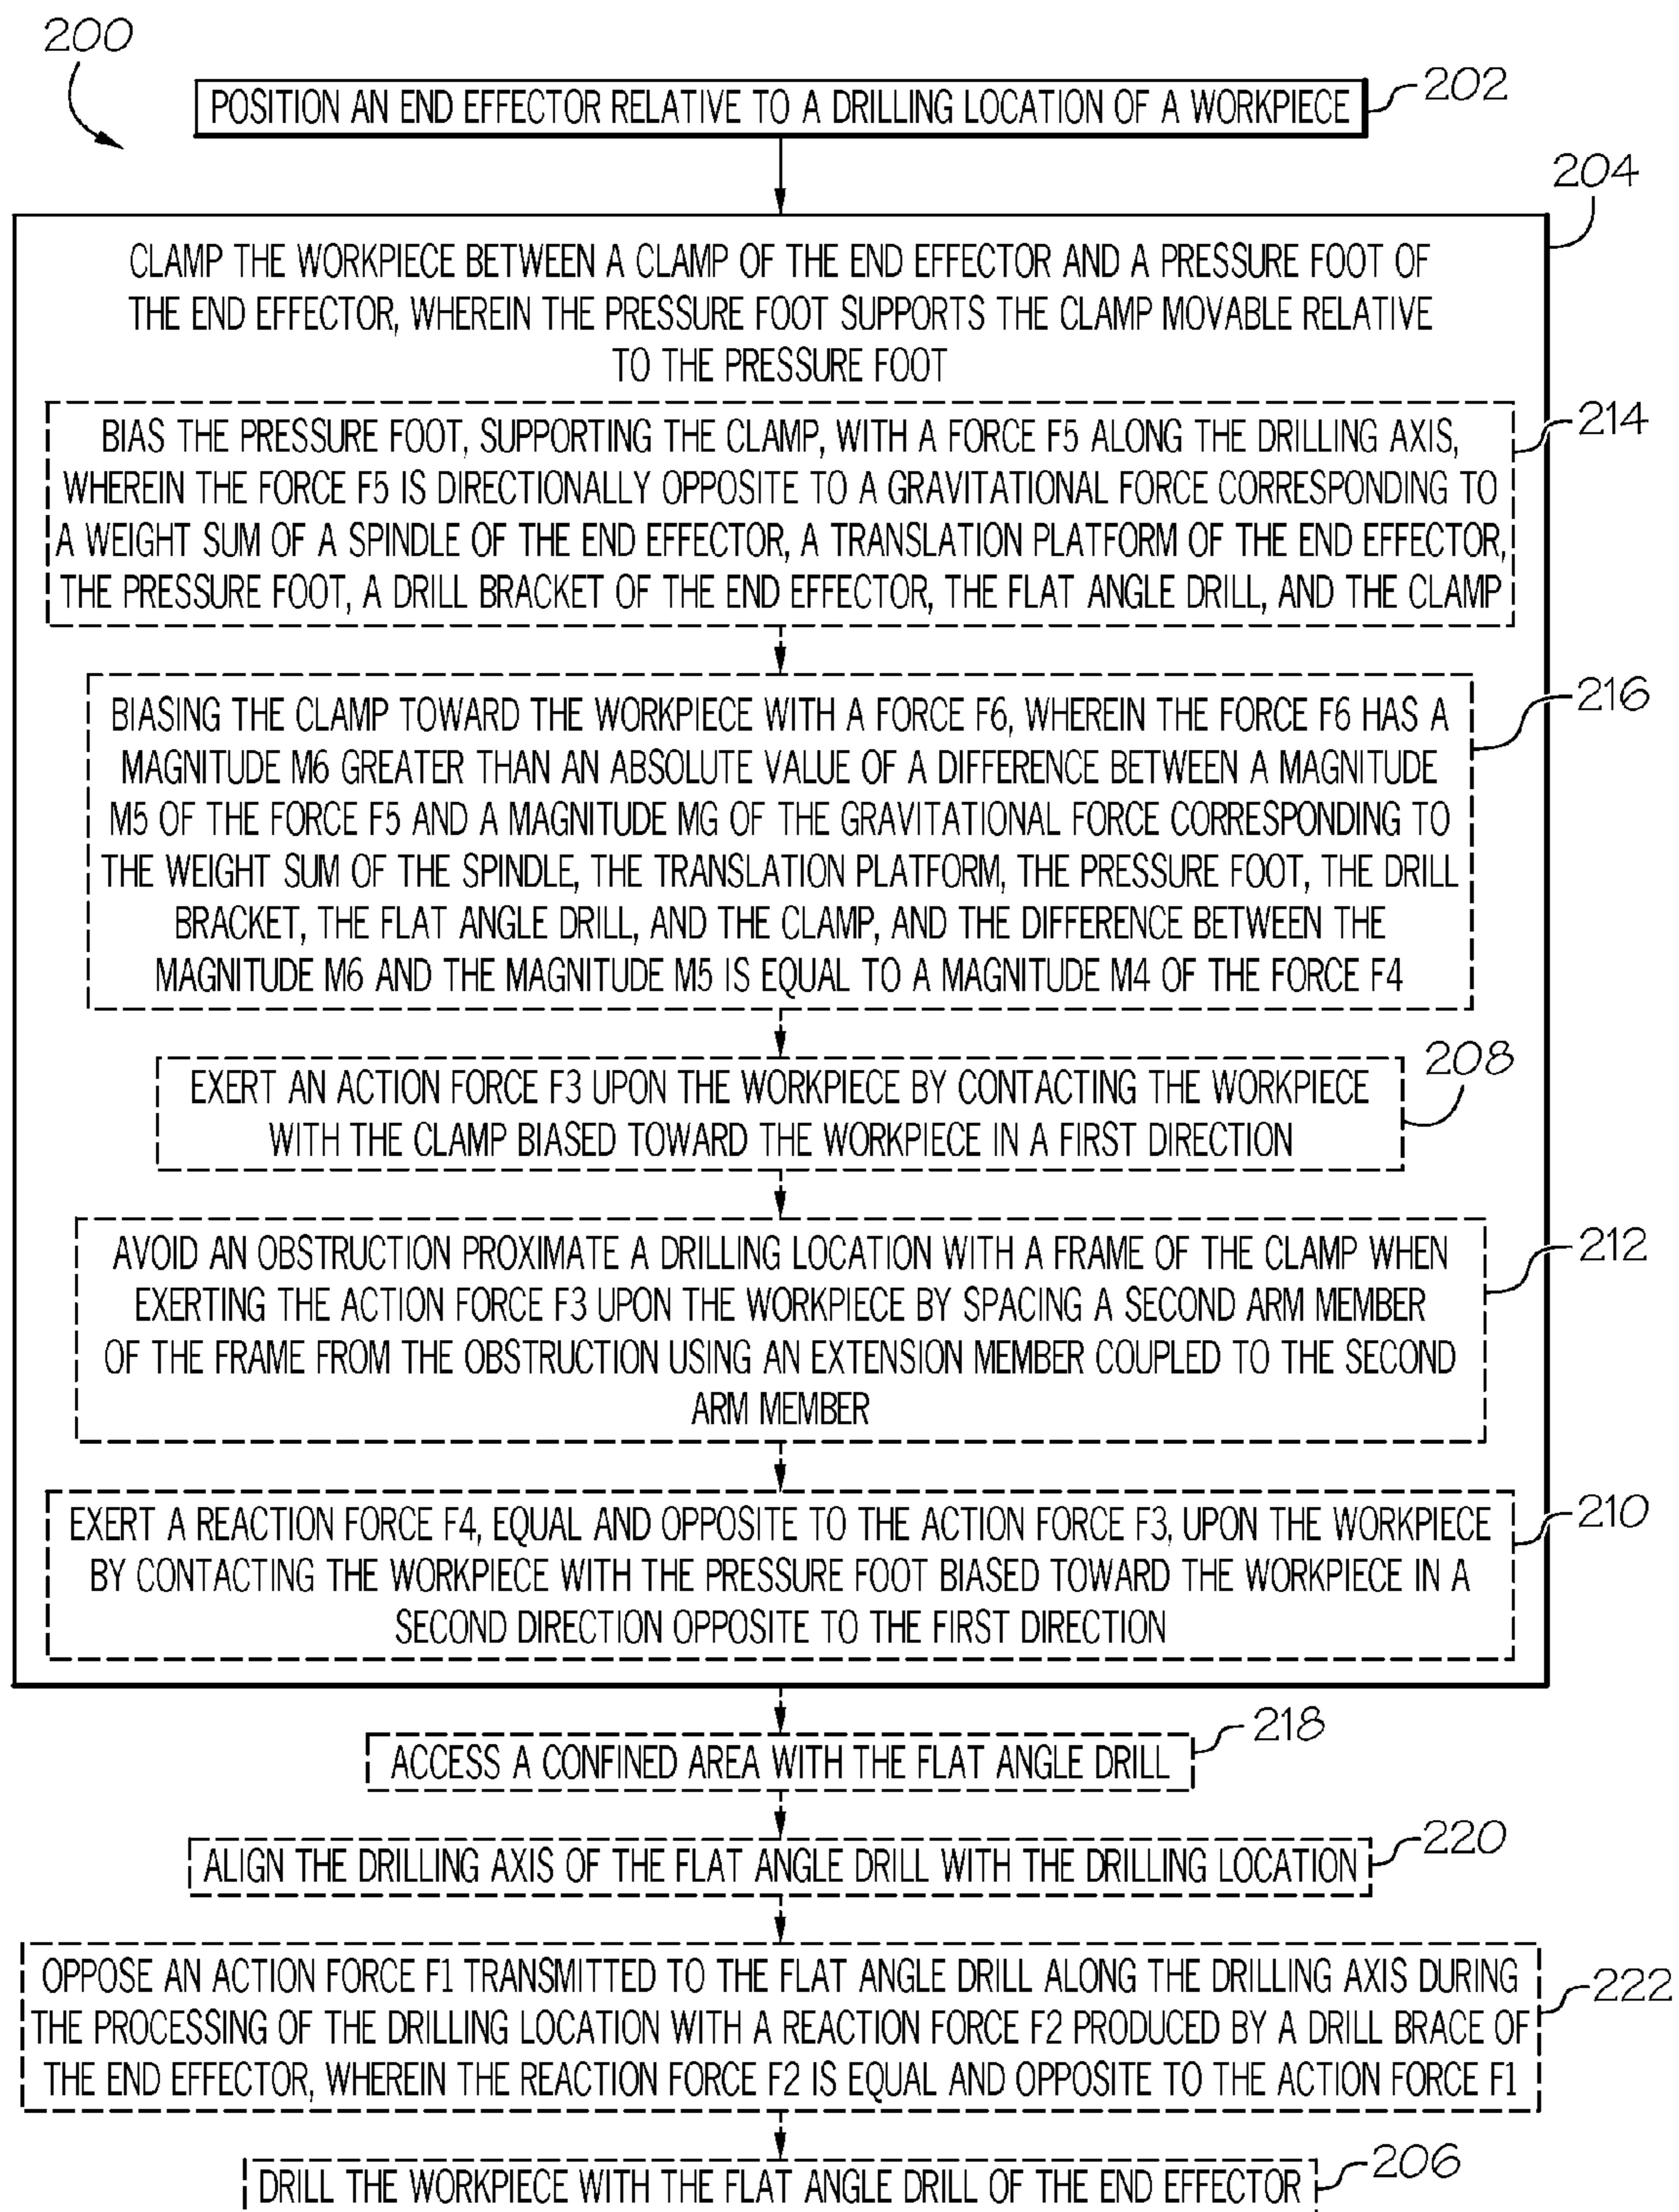 200
POSITION AN END EFFECTOR RELATIVE TO A DRILLING LOCATION OF A WORKPIECE
202
204
CLAMP THE WORKPIECE BETWEEN A CLAMP OF THE END EFFECTOR AND A PRESSURE FOOT OF
THE END EFFECTOR, WHEREIN THE PRESSURE FOOT SUPPORTS THE CLAMP MOVABLE RELATIVE
TO THE PRESSURE FOOT
214
BIAS THE PRESSURE FOOT, SUPPORTING THE CLAMP, WITH A FORCE F5 ALONG THE DRILLING AXIS,
WHEREIN THE FORCE F5 IS DIRECTIONALLY OPPOSITE TO A GRAVITATIONAL FORCE CORRESPONDING TO
A WEIGHT SUM OF A SPINDLE OF THE END EFFECTOR, A TRANSLATION PLATFORM OF THE END EFFECTOR,
THE PRESSURE FOOT, A DRILL BRACKET OF THE END EFFECTOR, THE FLAT ANGLE DRILL, AND THE CLAMP
216
BIASING THE CLAMP TOWARD THE WORKPIECE WITH A FORCE F6, WHEREIN THE FORCE F6 HAS A
MAGNITUDE M6 GREATER THAN AN ABSOLUTE VALUE OF A DIFFERENCE BETWEEN A MAGNITUDE
M5 OF THE FORCE F5 AND A MAGNITUDE MG OF THE GRAVITATIONAL FORCE CORRESPONDING TO
THE WEIGHT SUM OF THE SPINDLE, THE TRANSLATION PLATFORM, THE PRESSURE FOOT, THE DRILL
BRACKET, THE FLAT ANGLE DRILL, AND THE CLAMP, AND THE DIFFERENCE BETWEEN THE
MAGNITUDE M6 AND THE MAGNITUDE M5 IS EQUAL TO A MAGNITUDE M4 OF THE FORCE F4
208
EXERT AN ACTION FORCE F3 UPON THE WORKPIECE BY CONTACTING THE WORKPIECE
WITH THE CLAMP BIASED TOWARD THE WORKPIECE IN A FIRST DIRECTION
212
AVOID AN OBSTRUCTION PROXIMATE A DRILLING LOCATION WITH A FRAME OF THE CLAMP WHEN
EXERTING THE ACTION FORCE F3 UPON THE WORKPIECE BY SPACING A SECOND ARM MEMBER
OF THE FRAME FROM THE OBSTRUCTION USING AN EXTENSION MEMBER COUPLED TO THE SECOND
ARM MEMBER
210
EXERT A REACTION FORCE F4, EQUAL AND OPPOSITE TO THE ACTION FORCE F3, UPON THE WORKPIECE
BY CONTACTING THE WORKPIECE WITH THE PRESSURE FOOT BIASED TOWARD THE WORKPIECE IN A
SECOND DIRECTION OPPOSITE TO THE FIRST DIRECTION
218
ACCESS A CONFINED AREA WITH THE FLAT ANGLE DRILL
220
ALIGN THE DRILLING AXIS OF THE FLAT ANGLE DRILL WITH THE DRILLING LOCATION
222
OPPOSE AN ACTION FORCE F1 TRANSMITTED TO THE FLAT ANGLE DRILL ALONG THE DRILLING AXIS DURING
THE PROCESSING OF THE DRILLING LOCATION WITH A REACTION FORCE F2 PRODUCED BY A DRILL BRACE OF
THE END EFFECTOR, WHEREIN THE REACTION FORCE F2 IS EQUAL AND OPPOSITE TO THE ACTION FORCE F1
206
DRILL THE WORKPIECE WITH THE FLAT ANGLE DRILL OF THE END EFFECTOR